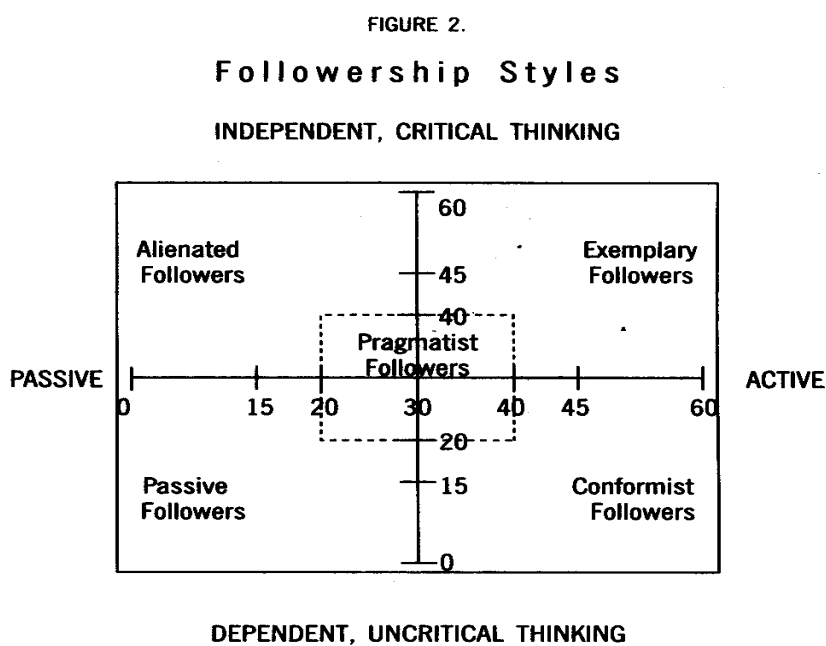 FIGURE 2.
Followership Styles
INDEPENDENT, CRITICAL THINKING
60
Alienated
Followers
Exemplary
Followers
45
40
Pragmatist
Followers
PASSIVE
ACTIVE
0 15 20 30 40 45 60
20
Passive
Followers
15
Conformist
Followers
0
DEPENDENT, UNCRITICAL THINKING